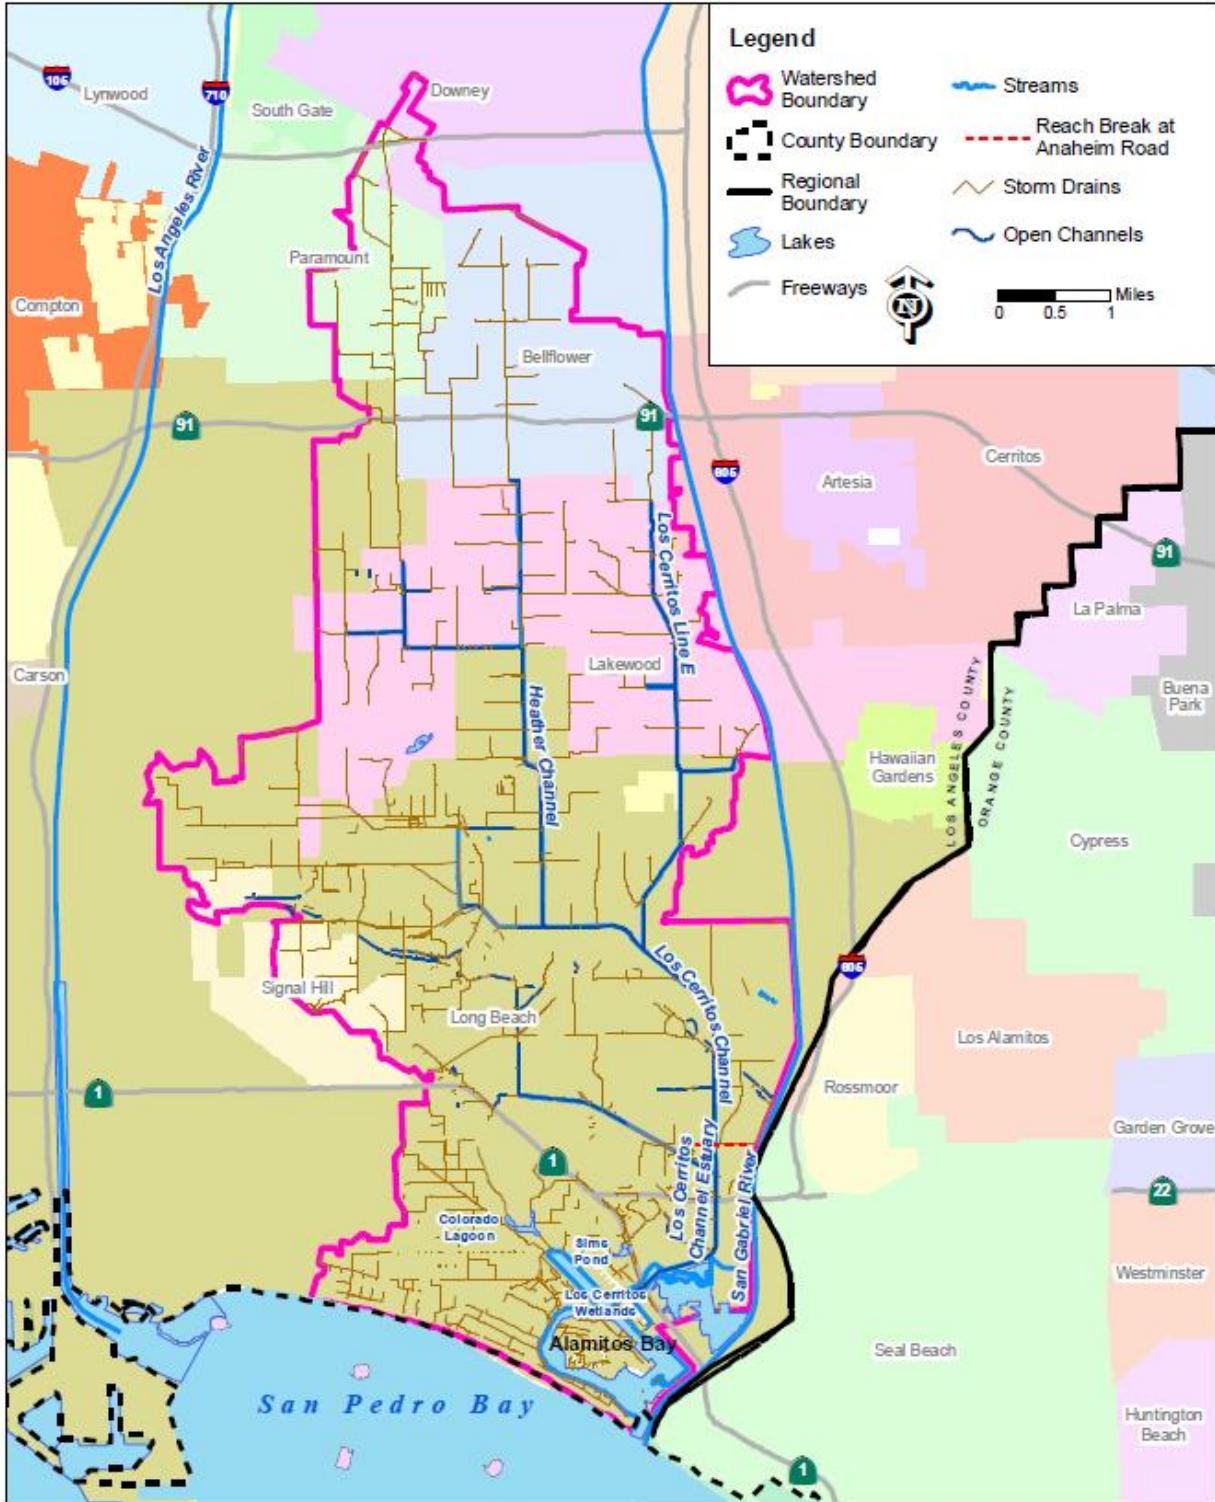 Legend
Watershed
Boundary
County Boundary
Regional
Boundary
Lakes
Freeways
Streams
Reach Break at
Anaheim Road
Storm Drains
Open Channels
N
Miles
0 0.5 1
105
Lynwood
710
South Gate
Downey
Los Angeles River
Paramount
Compton
Bellflower
91
91
605
Artesia
Cerritos
91
La Palma
Los Cerritos Line E
Carson
Lakewood
Heather Channel
Buena
Park
LOS ANGELES COUNTY
ORANGE COUNTY
Hawaiian
Gardens
Cypress
605
Signal Hill
Long Beach
Los Cerritos Channel
Los Alamitos
Rossmoor
1
Garden Grove
1
22
Los Cerritos
Channel Estuary
San Gabriel River
Colorado
Lagoon
Sims
Pond
Los Cerritos
Wetlands
Westminster
Alamitos Bay
Seal Beach
San Pedro Bay
Huntington
Beach
1